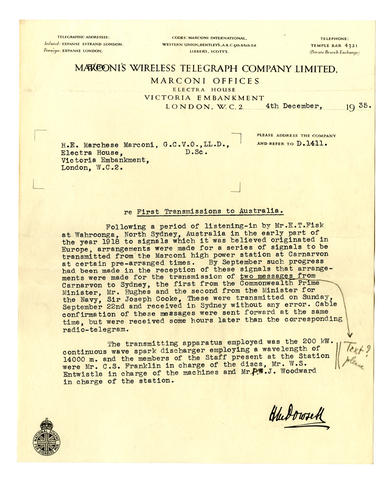 TELEGRAPHIC ADDRESSES:
Inland: EXPANSE ESTRAND LONDON.
Foreign: EXPANSE LONDON.
CODES: MARCONI INTERNATIONAL,
WESTERN UNION, BENTLEY'S, A.B.C.
LIEBERS, SCOTTS.
TELEPHONE:
TEMPLE BAR 4321
(Private Branch Exchange)
MARCONI'S WIRELESS TELEGRAPH COMPANY LIMITED,
MARCONI OFFICES
ELECTRA HOUSE
VICTORIA EMBANKMENT
LONDON, W.C.2
4th December, 1935.
PLEASE ADDRESS THE COMPANY
AND REFER TO D.1411.
H.E. Marchese Marconi, G.C.V.O., LL.D.,
Electra House, D.Sc.
Victoria Embankment,
London, W.C.2.
re First Transmissions to Australia.
Following a period of listening-in by Mr.E.T.Fisk
at Wahroonga, North Sydney, Australia in the early part of
the year 1918 to signals which it was believed originated in
Europe, arrangements were made for a series of signals to be
transmitted from the Marconi high power station at Carnarvon
at certain pre-arranged times. By September such progress
had been made in the reception of these signals that arrange-
ments were made for the transmission of two messages from
Carnarvon to Sydney, the first from the Commonwealth Prime
Minister, Mr. Hughes and the second from the Minister for
the Navy, Sir Joseph Cooke, These were transmitted on Sunday,
September 22nd and received in Sydney without any error. Cable
confirmation of these messages were sent forward at the same
time, but were received some hours later than the corresponding
radio-telegram.
Text?
please
The transmitting apparatus employed was the 200 kW.
continuous wave spark discharger employing a wavelength of
14000 m. and the members of the Staff present at the Station
were Mr. C.S. Franklin in charge of the discs, Mr. W.S.
Entwistle in charge of the machines and Mr. W.J. Woodward
in charge of the station.
H.M. Dowsett